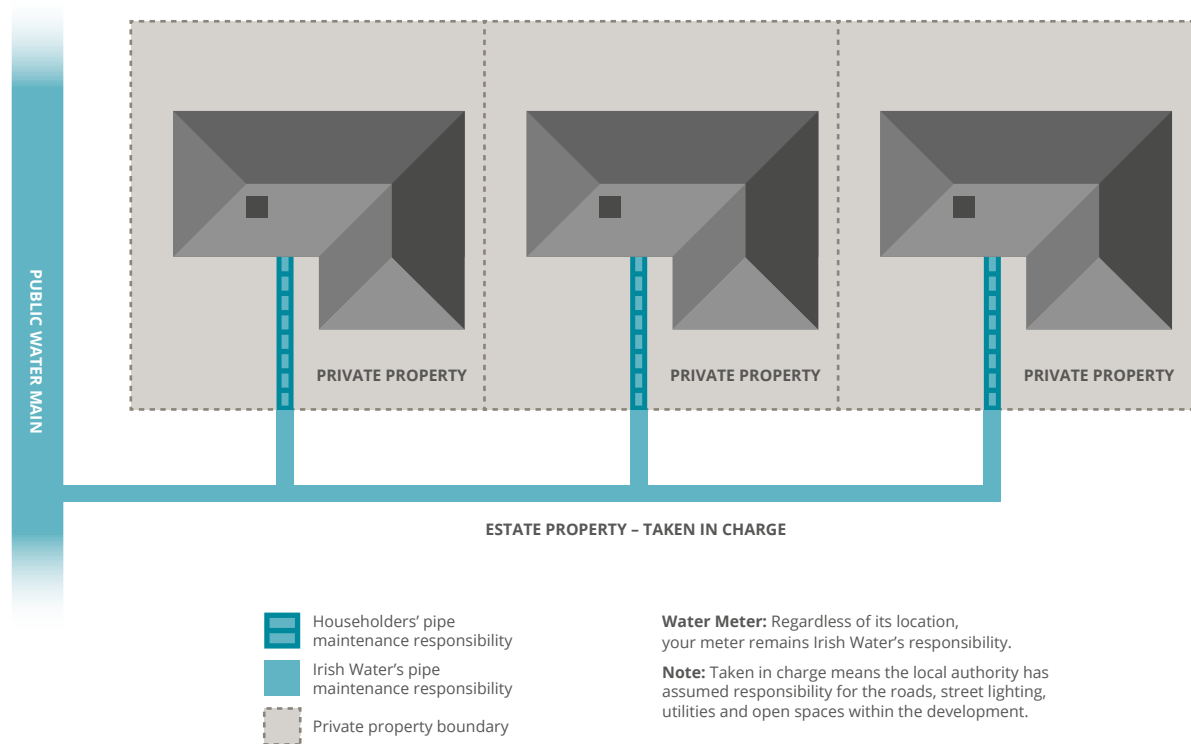 PUBLIC WATER MAIN
PRIVATE PROPERTY
PRIVATE PROPERTY
PRIVATE PROPERTY
ESTATE PROPERTY – TAKEN IN CHARGE
Householders’ pipe
maintenance responsibility
Irish Water’s pipe
maintenance responsibility
Private property boundary
Water Meter: Regardless of its location,
your meter remains Irish Water’s responsibility.
Note: Taken in charge means the local authority has
assumed responsibility for the roads, street lighting,
utilities and open spaces within the development.